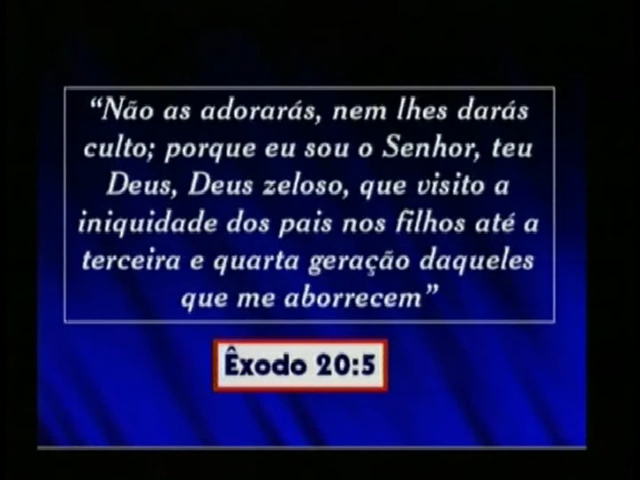 “Não as adorarás, nem lhes darás
culto; porque eu sou o Senhor, teu
Deus, Deus zeloso, que visito a
iniquidade dos pais nos filhos até a
terceira e quarta geração daqueles
que me aborrecem”
Êxodo 20:5